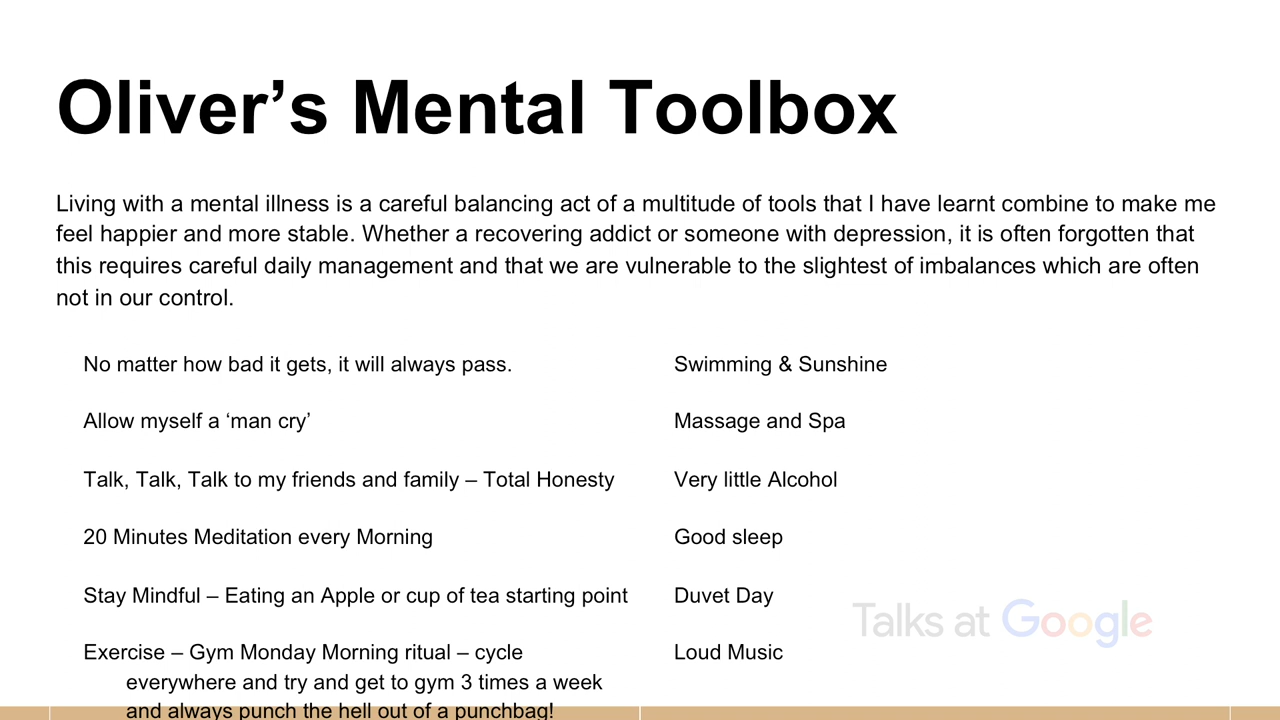 Oliver’s Mental Toolbox
Living with a mental illness is a careful balancing act of a multitude of tools that I have learnt combine to make me
feel happier and more stable. Whether a recovering addict or someone with depression, it is often forgotten that
this requires careful daily management and that we are vulnerable to the slightest of imbalances which are often
not in our control.
No matter how bad it gets, it will always pass.
Allow myself a ‘man cry’
Talk, Talk, Talk to my friends and family – Total Honesty
20 Minutes Meditation every Morning
Stay Mindful – Eating an Apple or cup of tea starting point
Exercise – Gym Monday Morning ritual – cycle
everywhere and try and get to gym 3 times a week
and always punch the hell out of a punchbag!
Swimming & Sunshine
Massage and Spa
Very little Alcohol
Good sleep
Duvet Day
Loud Music
Talks at Google